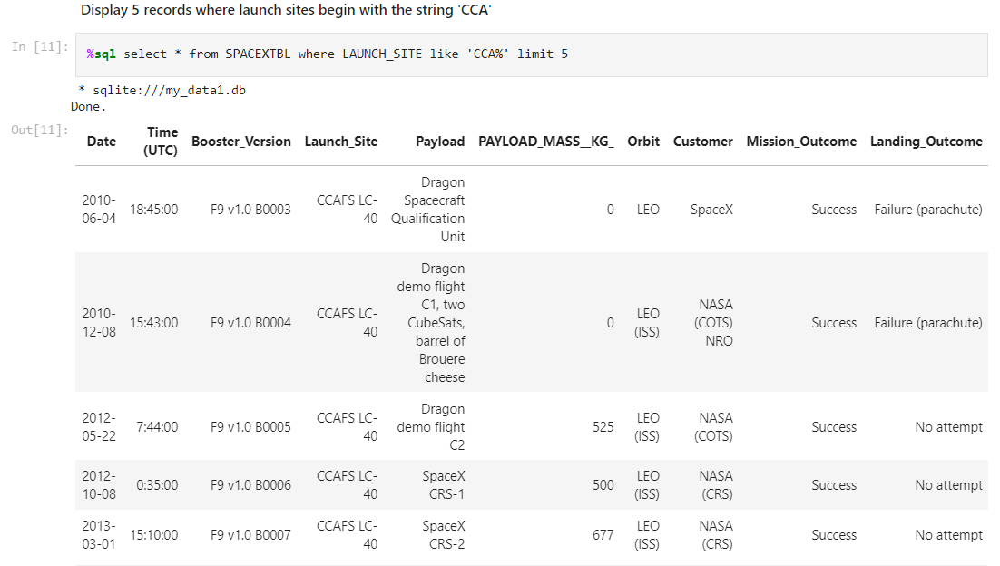 Display 5 records where launch sites begin with the string 'CCA'
In [11]: %sql select * from SPACEXTBL where LAUNCH_SITE like 'CCA%' limit 5
* sqlite:///my_data1.db
Done.
Out[11]:
Date Time (UTC) Booster_Version Launch_Site Payload PAYLOAD_MASS__KG_ Orbit Customer Mission_Outcome Landing_Outcome
2010-06-04 18:45:00 F9 v1.0 B0003 CCAFS LC-40 Dragon Spacecraft Qualification Unit 0 LEO SpaceX Success Failure (parachute)
2010-12-08 15:43:00 F9 v1.0 B0004 CCAFS LC-40 Dragon demo flight C1, two CubeSats, barrel of Brouere cheese 0 LEO (ISS) NASA (COTS) NRO Success Failure (parachute)
2012-05-22 7:44:00 F9 v1.0 B0005 CCAFS LC-40 Dragon demo flight C2 525 LEO (ISS) NASA (COTS) Success No attempt
2012-10-08 0:35:00 F9 v1.0 B0006 CCAFS LC-40 SpaceX CRS-1 500 LEO (ISS) NASA (CRS) Success No attempt
2013-03-01 15:10:00 F9 v1.0 B0007 CCAFS LC-40 SpaceX CRS-2 677 LEO (ISS) NASA (CRS) Success No attempt